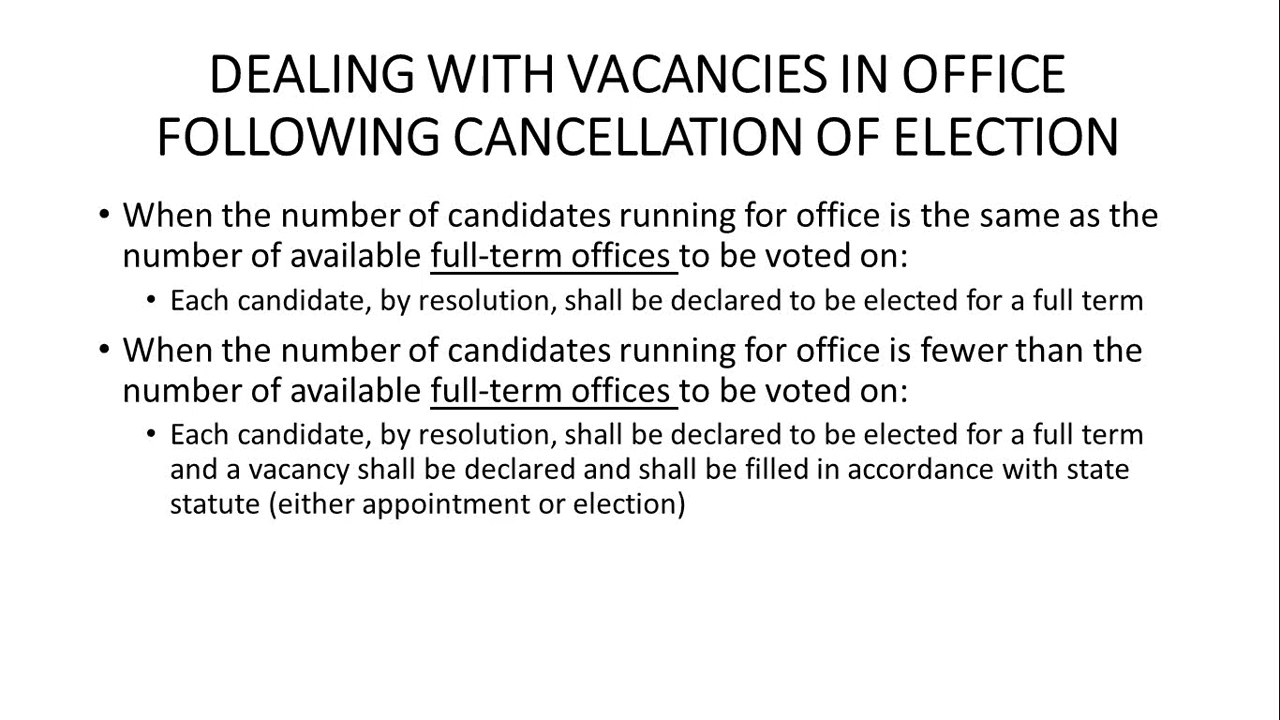 DEALING WITH VACANCIES IN OFFICE
FOLLOWING CANCELLATION OF ELECTION
• When the number of candidates running for office is the same as the
number of available full-term offices to be voted on:
• Each candidate, by resolution, shall be declared to be elected for a full term
• When the number of candidates running for office is fewer than the
number of available full-term offices to be voted on:
• Each candidate, by resolution, shall be declared to be elected for a full term
and a vacancy shall be declared and shall be filled in accordance with state
statute (either appointment or election)